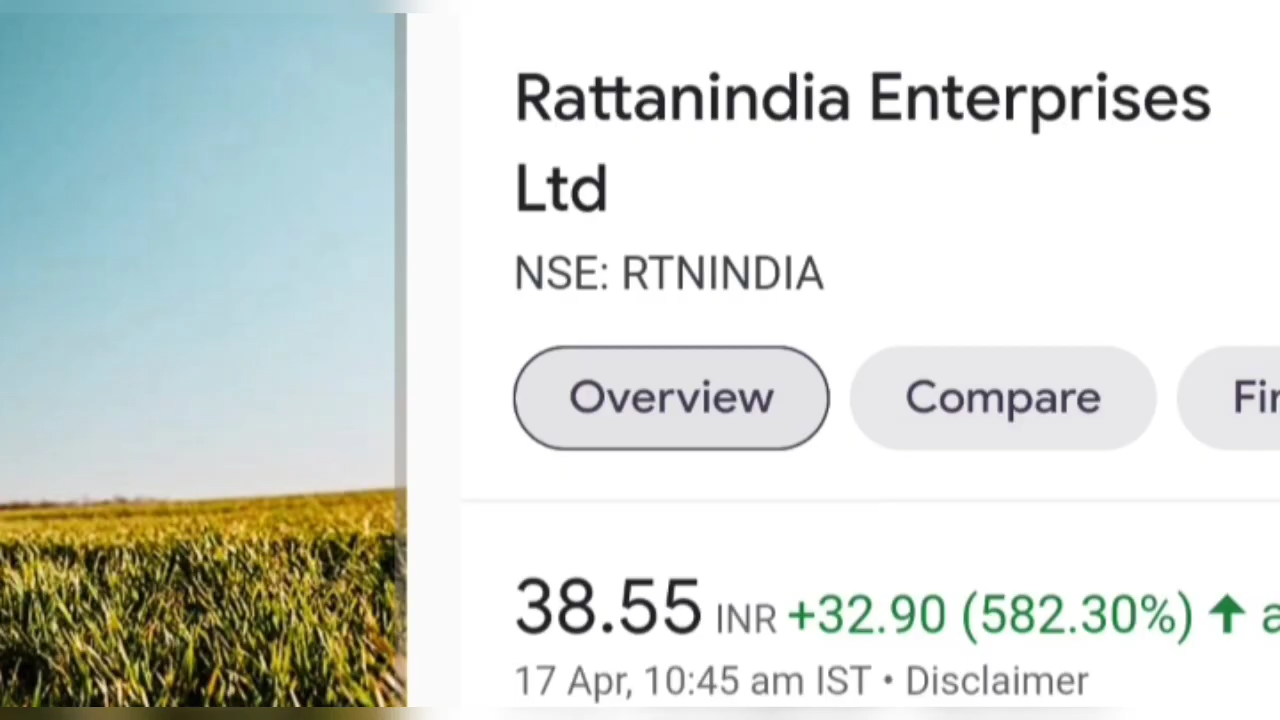 Rattanindia Enterprises
Ltd
NSE: RTNINDIA
Overview Compare
38.55 INR +32.90 (582.30%) ↑
17 Apr, 10:45 am IST • Disclaimer